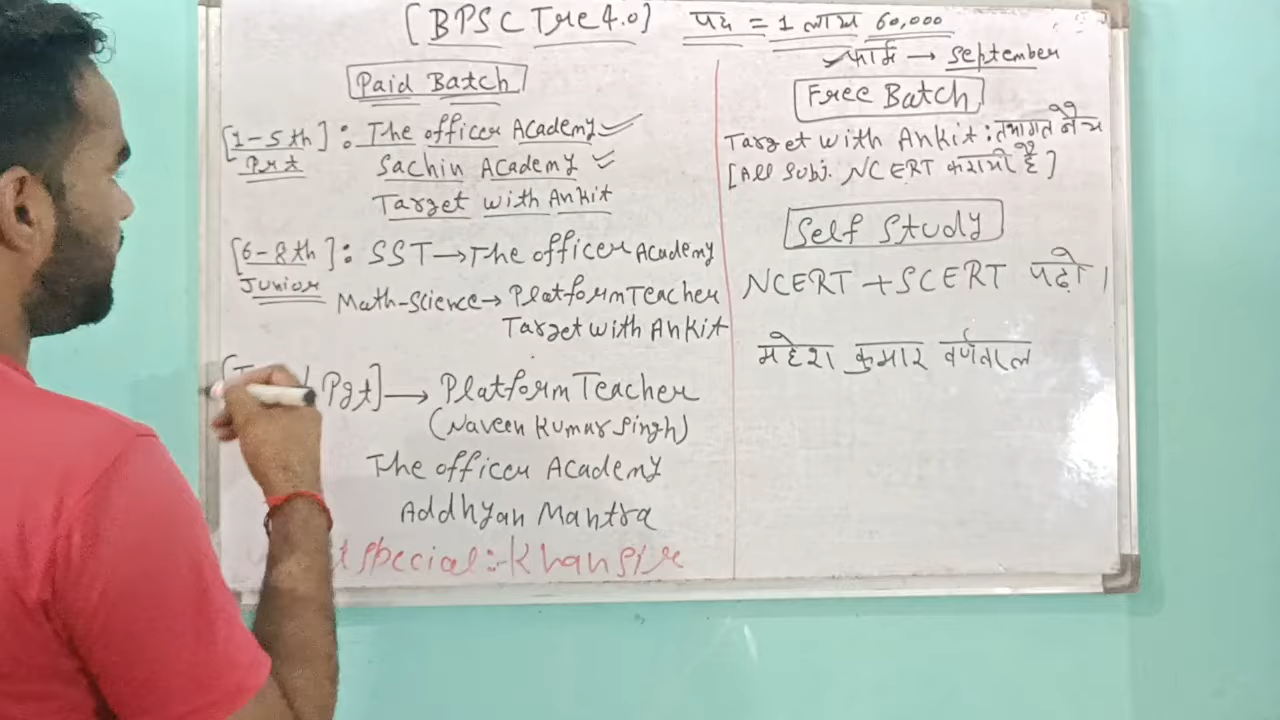 [BPSC Tre 4.0] पद = 1 लाख 60,000
फार्म → September
Paid Batch
[1-5th] : The officer Academy
Prt Sachin Academy
Target with Ankit
[6-8th] : SST → The officer Academy
Junior Math-Science → Platform Teacher
Target with Ankit
Pgt] → Platform Teacher
(Naveen Kumar Singh)
The officer Academy
Addhyan Mantra
special :- Khan Sir
Free Batch
Target with Ankit :
[All Subj. NCERT है]
Self Study
NCERT + SCERT पढ़ो।
महेश कुमार वर्णवाल